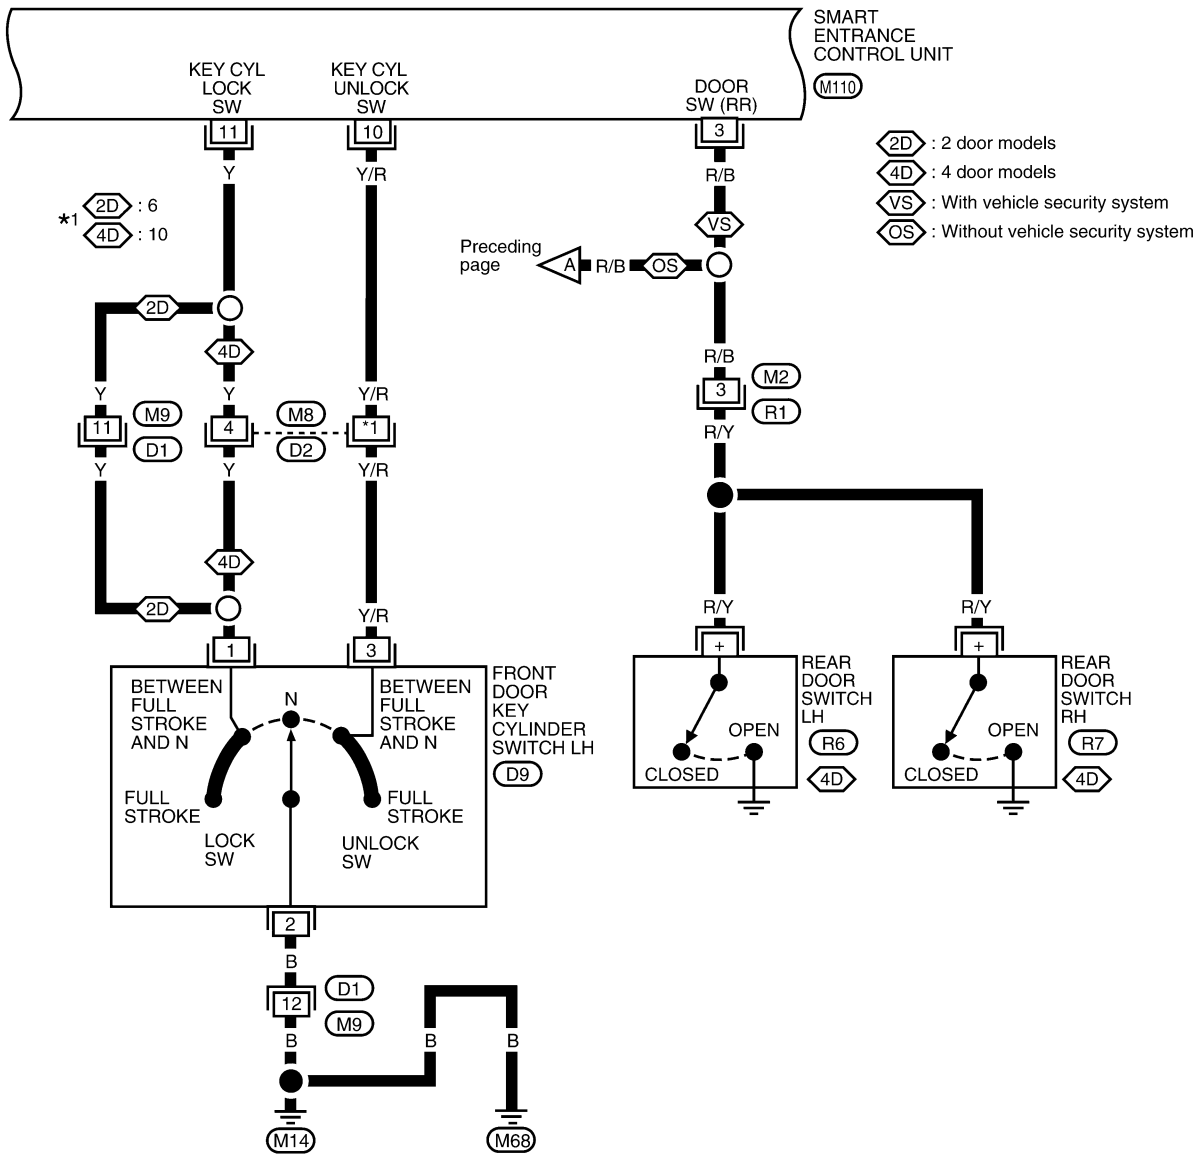 SMART
ENTRANCE
CONTROL UNIT
M110
KEY CYL
LOCK
SW
KEY CYL
UNLOCK
SW
DOOR
SW (RR)
11
10
3
Y
Y/R
R/B
2D : 2 door models
4D : 4 door models
VS : With vehicle security system
OS : Without vehicle security system
*1
2D : 6
4D : 10
VS
Preceding
page
A
R/B
OS
2D
4D
R/B
Y
Y
Y/R
3
M2
R1
11
M9
D1
4
M8
D2
*1
R/Y
Y
Y
Y/R
4D
2D
Y/R
R/Y
R/Y
1
3
+
+
BETWEEN
FULL
STROKE
AND N
N
BETWEEN
FULL
STROKE
AND N
FRONT
DOOR
KEY
CYLINDER
SWITCH LH
D9
FULL
STROKE
FULL
STROKE
LOCK
SW
UNLOCK
SW
REAR
DOOR
SWITCH
LH
R6
4D
OPEN
CLOSED
REAR
DOOR
SWITCH
RH
R7
4D
OPEN
CLOSED
2
B
12
D1
M9
B
B
B
M14
M68